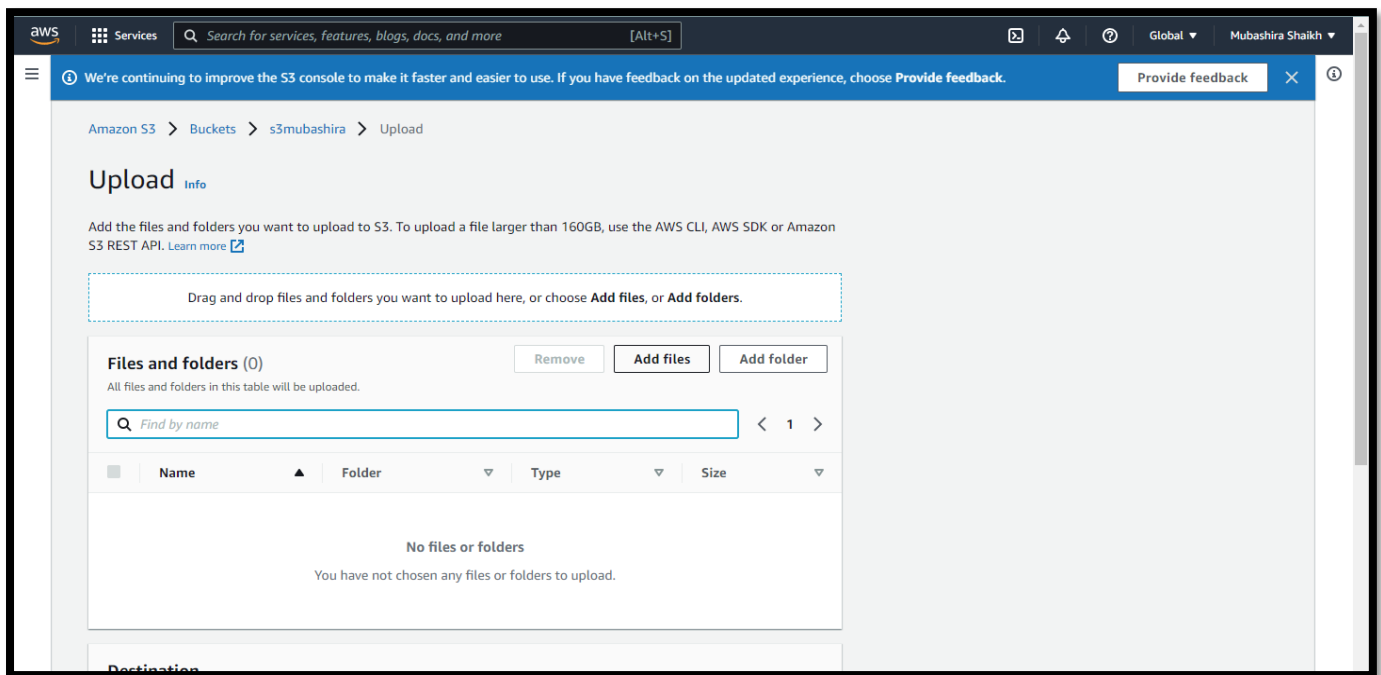 aws
Services
Search for services, features, blogs, docs, and more
[Alt+S]
Global
Mubashira Shaikh
We're continuing to improve the S3 console to make it faster and easier to use. If you have feedback on the updated experience, choose Provide feedback.
Provide feedback
Amazon S3 > Buckets > s3mubashira > Upload
Upload Info
Add the files and folders you want to upload to S3. To upload a file larger than 160GB, use the AWS CLI, AWS SDK or Amazon
S3 REST API. Learn more
Drag and drop files and folders you want to upload here, or choose Add files, or Add folders.
Files and folders (0)
Remove
Add files
Add folder
All files and folders in this table will be uploaded.
Find by name
1
Name
Folder
Type
Size
No files or folders
You have not chosen any files or folders to upload.
Destination